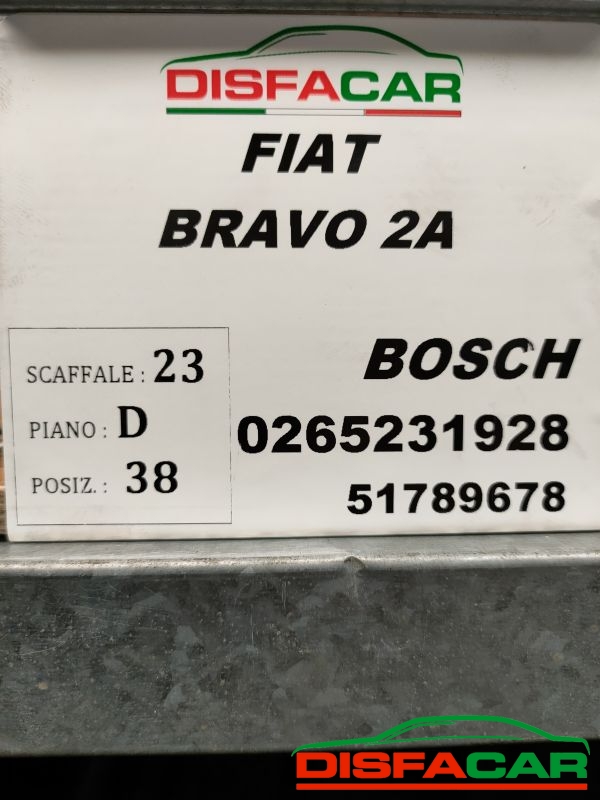 DISFACAR
FIAT
BRAVO 2A
SCAFFALE : 23
PIANO : D
POSIZ. : 38
BOSCH
0265231928
51789678
DISFACAR